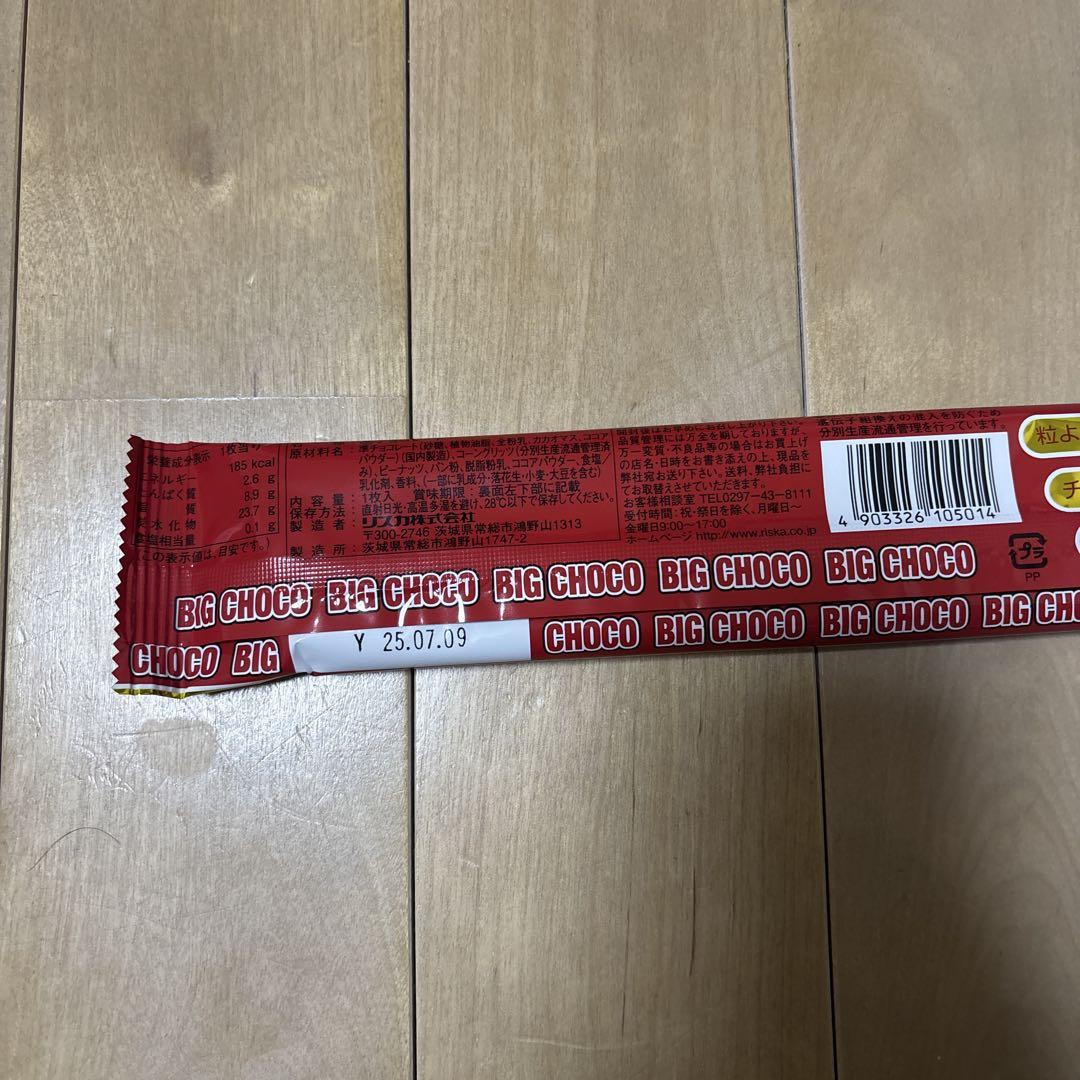 栄養成分表示 1枚当り
エネルギー 185 kcal
たんぱく質 2.6 g
脂質 8.9 g
炭水化物 23.7 g
食塩相当量 0.1 g
(この表示値は、目安です。)
原材料名：準チョコレート(砂糖、植物油脂、全粉乳、カカオマス、ココア
パウダー)(国内製造)、コーングリッツ(分別生産流通管理済
み)、ピーナッツ、パン粉、脱脂粉乳、ココアパウダー、食塩/
乳化剤、香料、(一部に乳成分・落花生・小麦・大豆を含む)
内容量：1枚入 賞味期限：裏面左下部に記載
保存方法：直射日光・高温多湿を避け、28℃以下で保存してください。
製造者：リスカ株式会社
〒300-2746 茨城県常総市鴻野山1313
製造所：茨城県常総市鴻野山1747-2
開封後はお早めにお召し上がり下さい。
品質管理には万全を期しておりますが、
万一変質・不良品等の場合はお買上げ
の店名・日時をお書き添えの上、現品を
弊社宛お送り下さい。送料、弊社負担に
てお取替えさせていただきます。
お客様相談室 TEL0297-43-8111
受付時間:祝・祭日を除く、月曜日〜
金曜日9:00〜17:00
ホームページ http://www.riska.co.jp
遺伝子組換えの混入を防ぐため
分別生産流通管理を行っています。
4 903326 105014
粒よ
チ
プラ
PP
BIG CHOCO BIG CHOCO BIG CHOCO BIG CHOCO BIG CHOCO
CHOCO BIG
Y 25.07.09
CHOCO BIG CHOCO BIG CHOCO BIG CHO